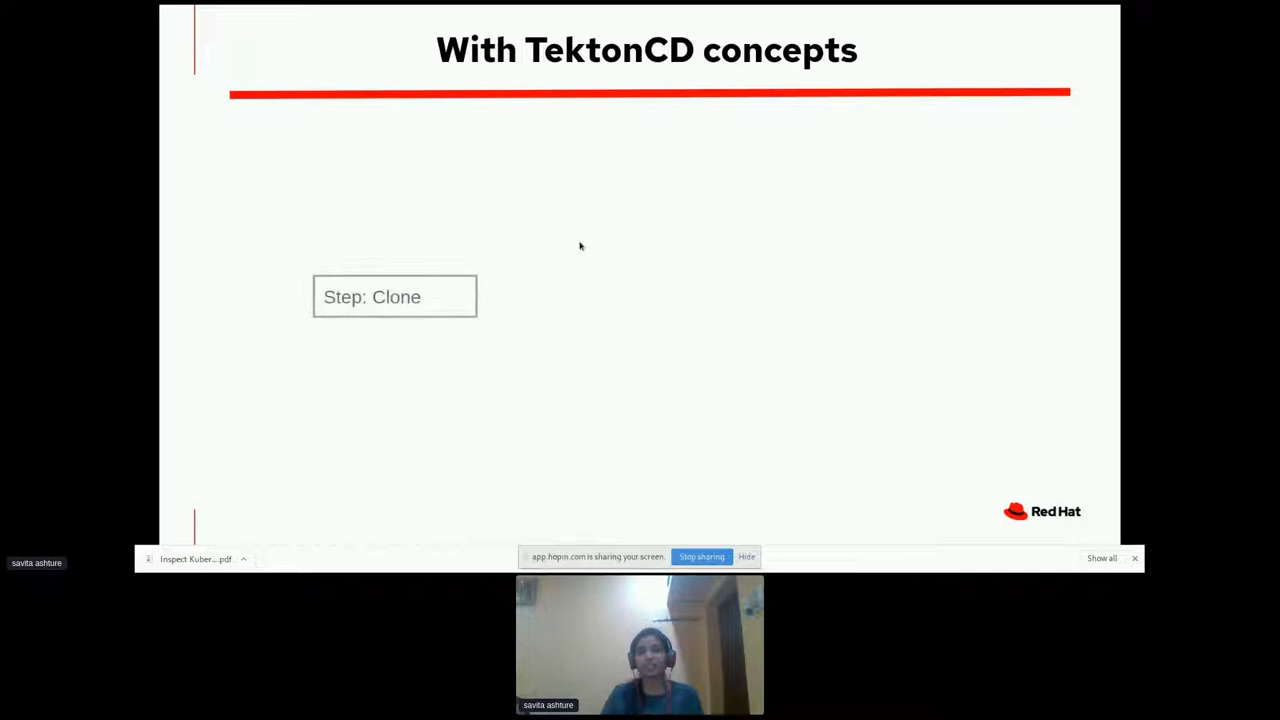 With TektonCD concepts
Step: Clone
Red Hat
savita ashture
Inspect Kuber....pdf
app.hopin.com is sharing your screen.
Stop sharing
Hide
Show all
savita ashture